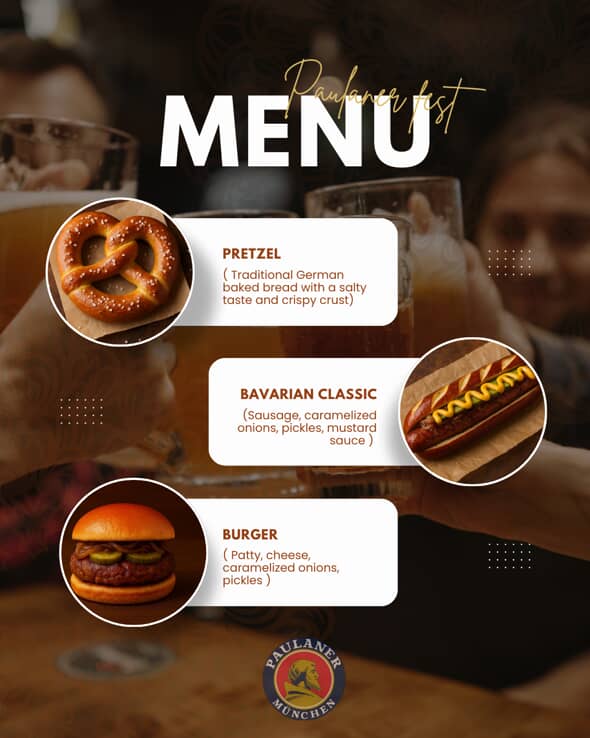 Paulaner fest
MENU
PRETZEL
( Traditional German
baked bread with a salty
taste and crispy crust)
BAVARIAN CLASSIC
(Sausage, caramelized
onions, pickles, mustard
sauce )
BURGER
( Patty, cheese,
caramelized onions,
pickles )
PAULANER
MÜNCHEN